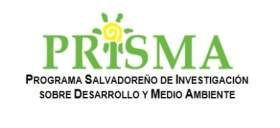 PRiSMA
PROGRAMA SALVADOREÑO DE INVESTIGACIÓN
SOBRE DESARROLLO Y MEDIO AMBIENTE